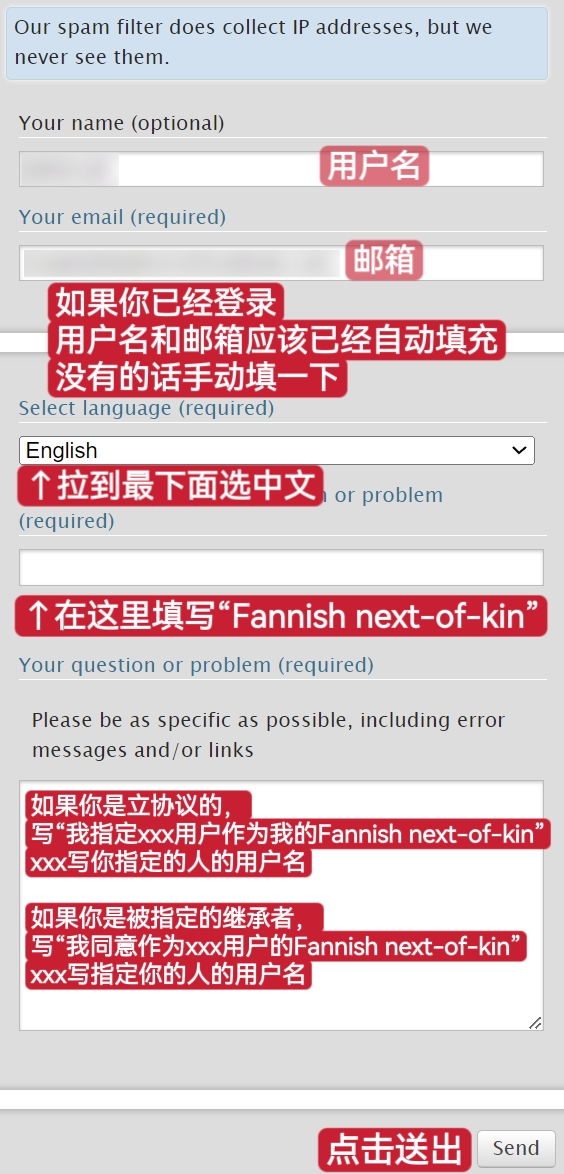 Our spam filter does collect IP addresses, but we
never see them.
Your name (optional)
用户名
Your email (required)
邮箱
如果你已经登录
用户名和邮箱应该已经自动填充
没有的话手动填一下
Select language (required)
English
↑拉到最下面选中文
or problem
(required)
↑在这里填写“Fannish next-of-kin”
Your question or problem (required)
Please be as specific as possible, including error
messages and/or links
如果你是立协议的，
写“我指定xxx用户作为我的Fannish next-of-kin”
xxx写你指定的人的用户名
如果你是被指定的继承者，
写“我同意作为xxx用户的Fannish next-of-kin”
xxx写指定你的人的用户名
点击送出
Send